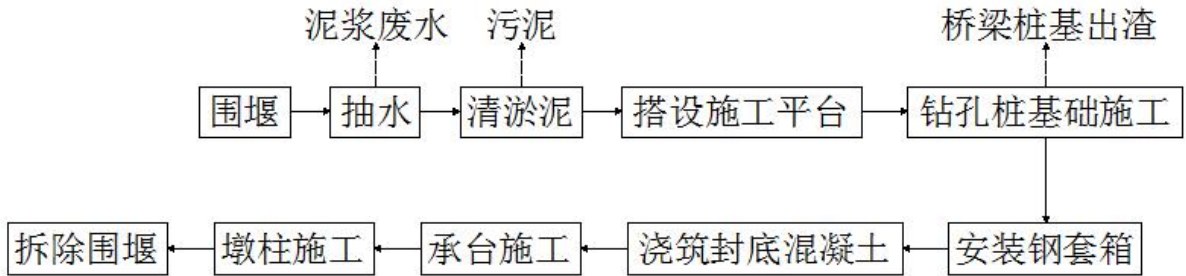 泥浆废水
污泥
桥梁桩基出渣
围堰
抽水
清淤泥
搭设施工平台
钻孔桩基础施工
拆除围堰
墩柱施工
承台施工
浇筑封底混凝土
安装钢套箱